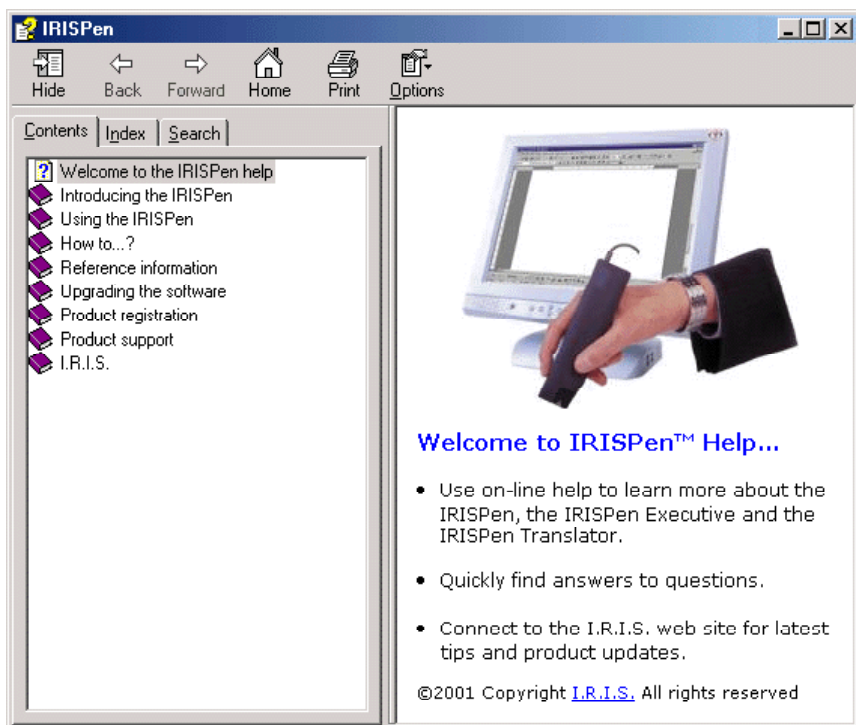 IRISPen
Hide Back Forward Home Print Options
Contents Index Search
Welcome to the IRISPen help
Introducing the IRISPen
Using the IRISPen
How to...?
Reference information
Upgrading the software
Product registration
Product support
I.R.I.S.
Welcome to IRISPen™ Help...
• Use on-line help to learn more about the
IRISPen, the IRISPen Executive and the
IRISPen Translator.
• Quickly find answers to questions.
• Connect to the I.R.I.S. web site for latest
tips and product updates.
©2001 Copyright I.R.I.S. All rights reserved